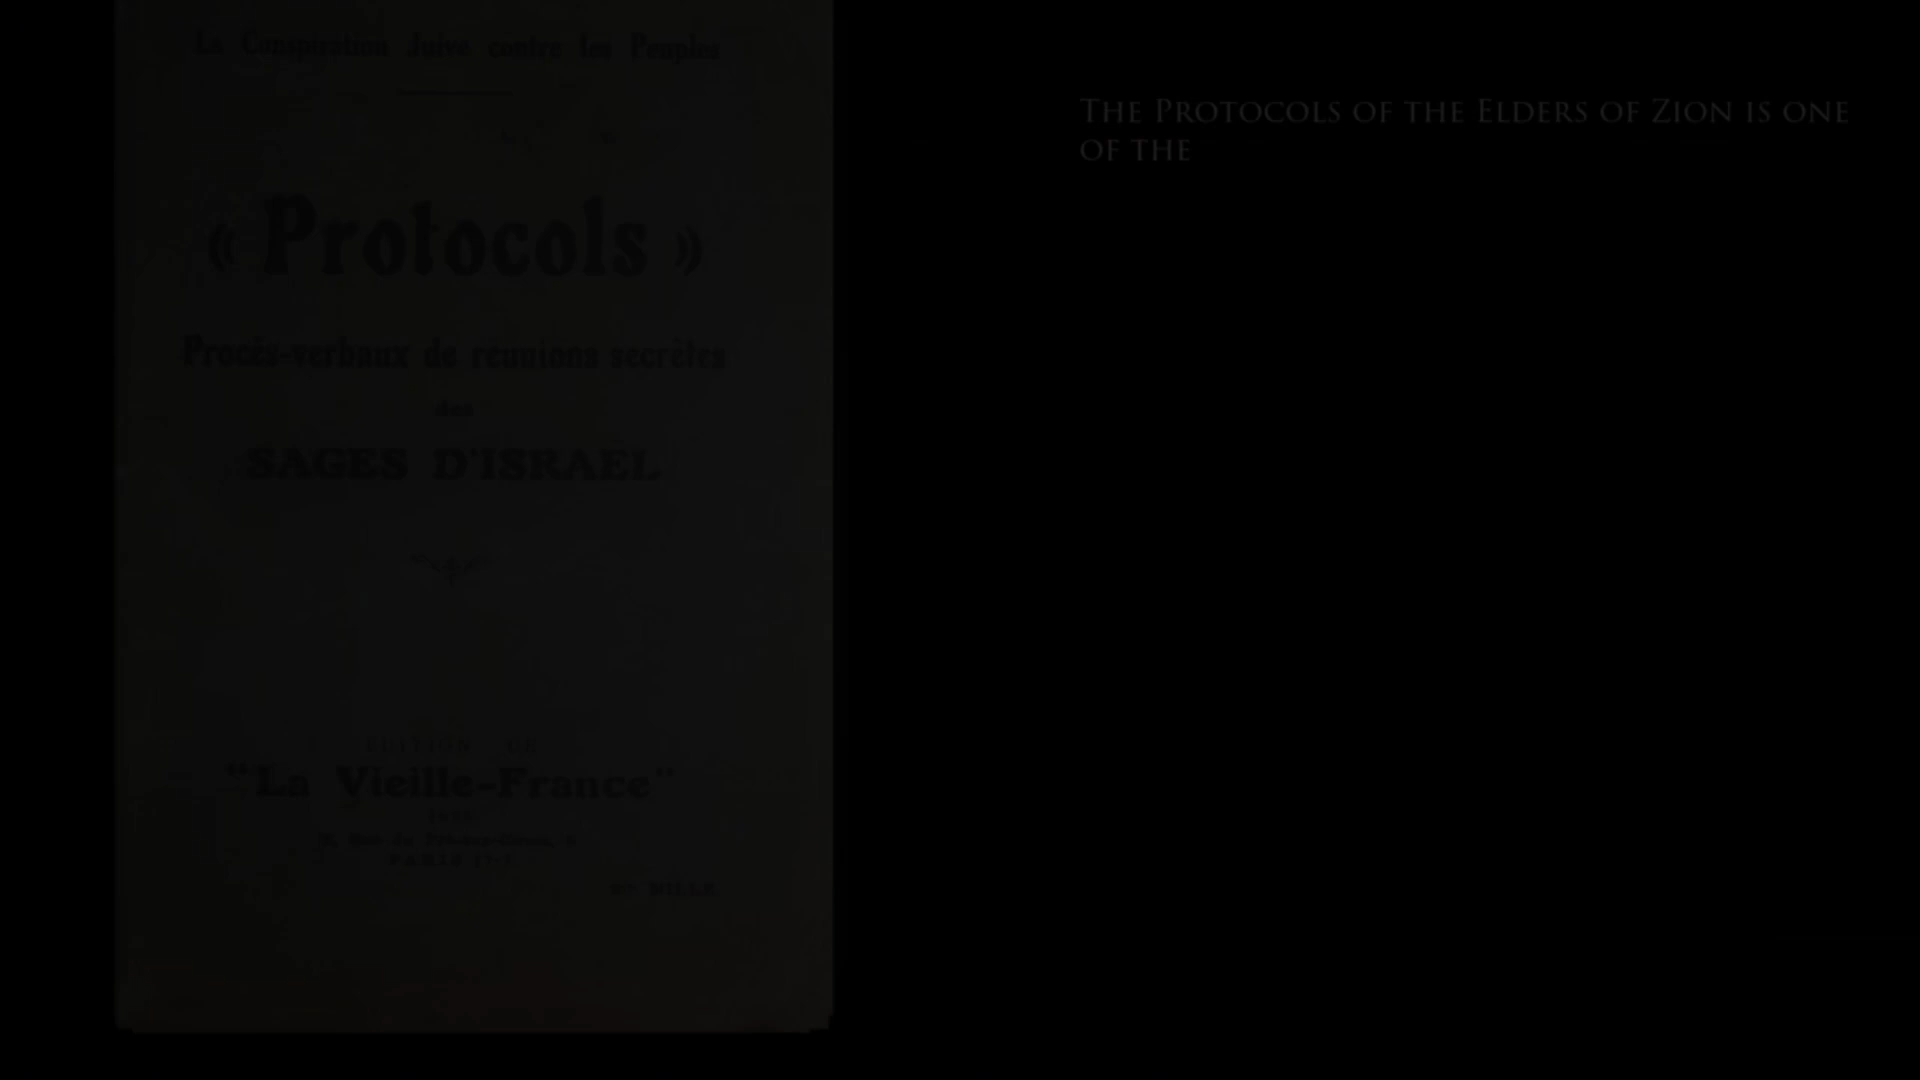 La Conspiration Juive contre les Peuples
« Protocols »
Procès-verbaux de réunions secrètes
des
SAGES D'ISRAËL
"La Vieille-France"
PARIS
The Protocols of the Elders of Zion is one
of the